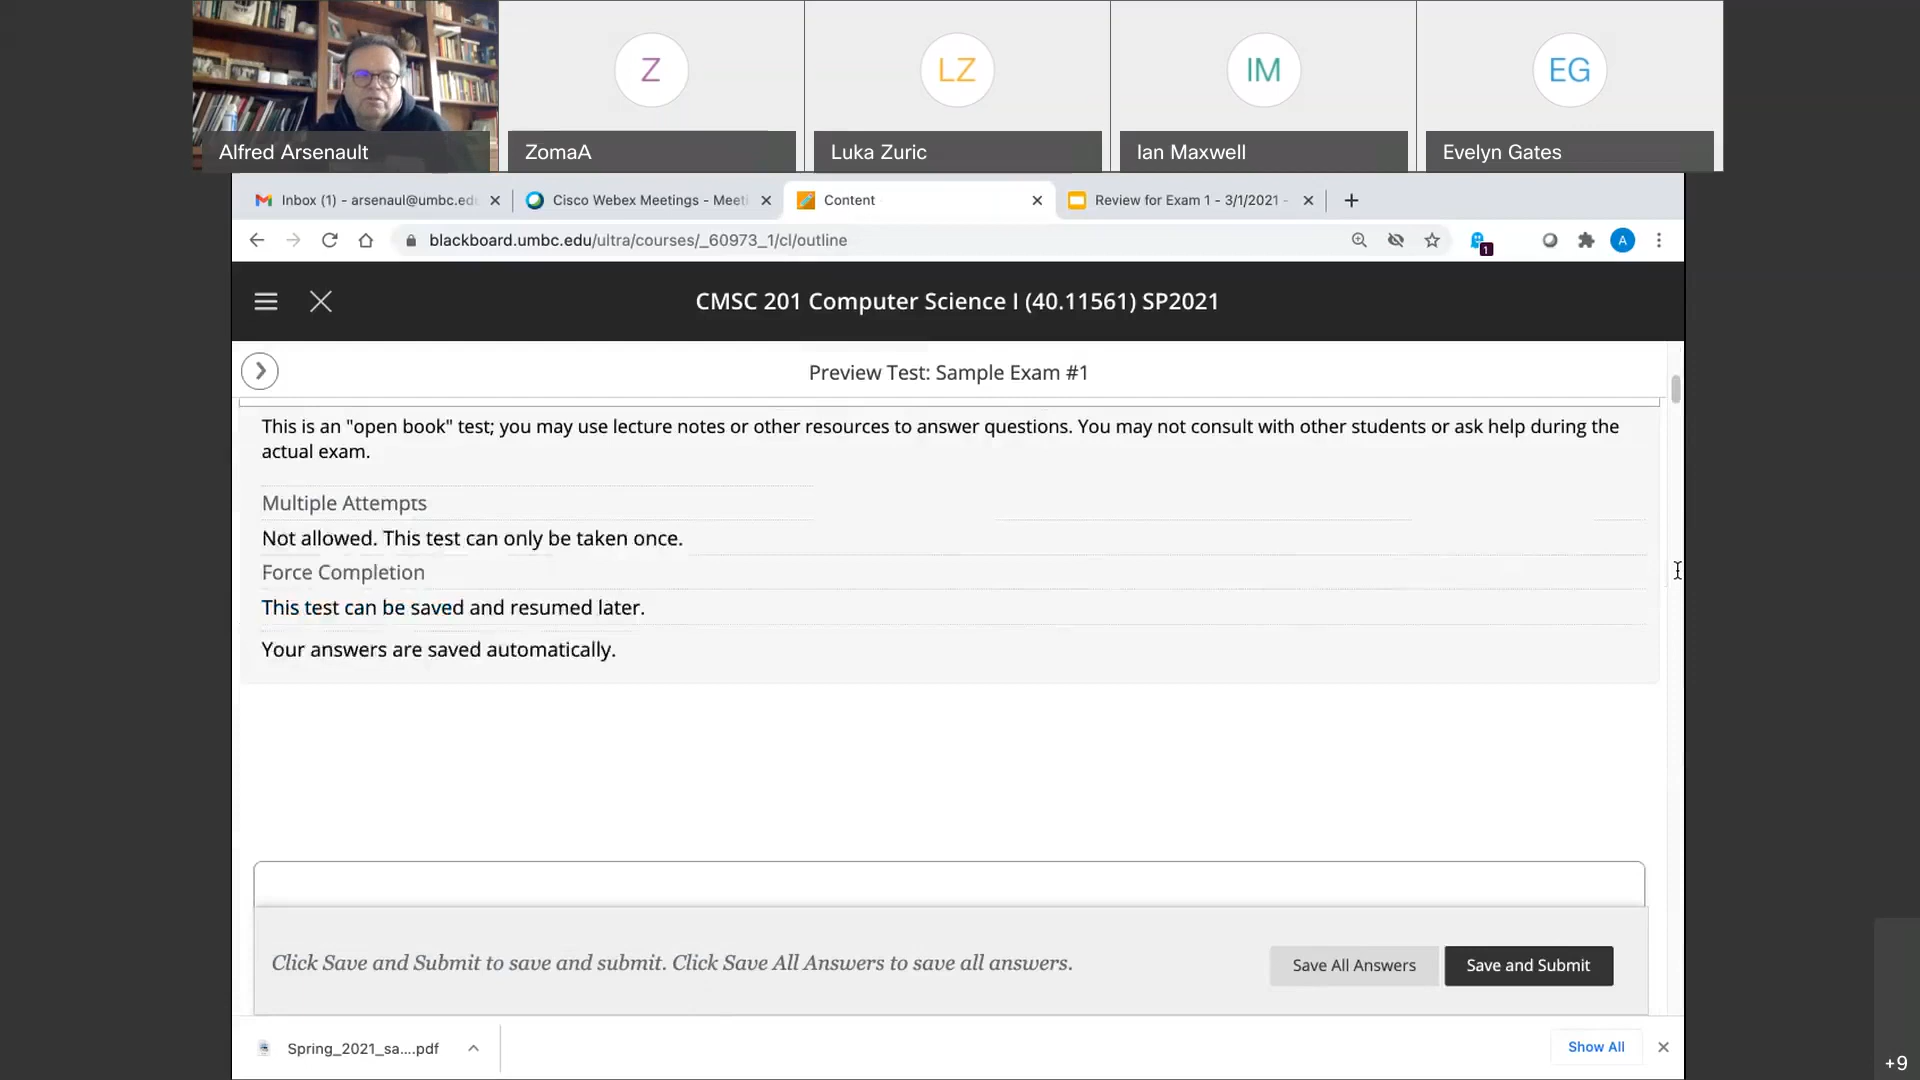 Z
LZ
IM
EG
Alfred Arsenault
ZomaA
Luka Zuric
Ian Maxwell
Evelyn Gates
Inbox (1) - arsenaul@umbc.ed
Cisco Webex Meetings - Meeti
Content
Review for Exam 1 - 3/1/2021 -
blackboard.umbc.edu/ultra/courses/_60973_1/cl/outline
1
A
CMSC 201 Computer Science I (40.11561) SP2021
Preview Test: Sample Exam #1
This is an "open book" test; you may use lecture notes or other resources to answer questions. You may not consult with other students or ask help during the
actual exam.
Multiple Attempts
Not allowed. This test can only be taken once.
Force Completion
This test can be saved and resumed later.
Your answers are saved automatically.
Click Save and Submit to save and submit. Click Save All Answers to save all answers.
Save All Answers
Save and Submit
Spring_2021_sa....pdf
Show All
+9